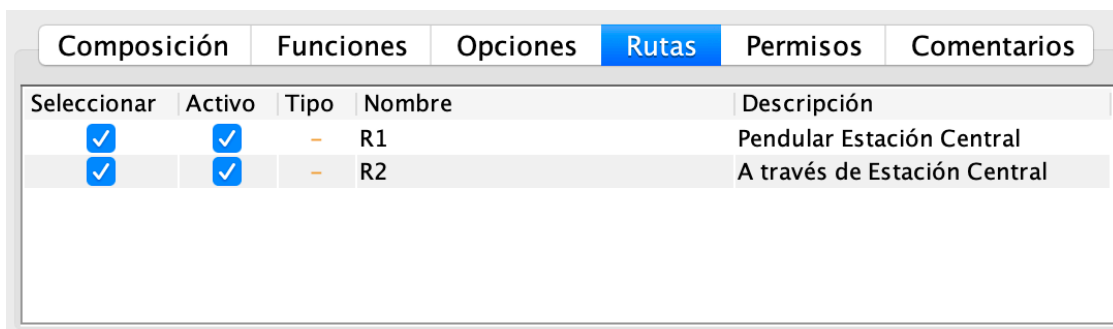 Composición Funciones Opciones Rutas Permisos Comentarios
Seleccionar Activo Tipo Nombre Descripción
– R1 Pendular Estación Central
– R2 A través de Estación Central